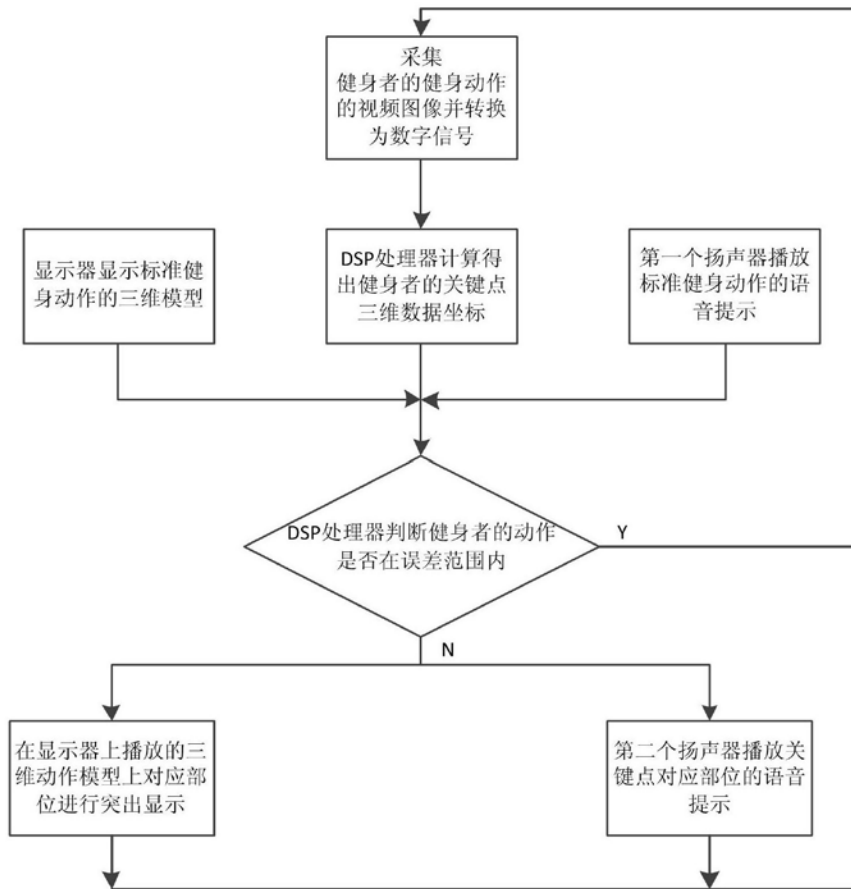 采集
健身者的健身动作
的视频图像并转换
为数字信号
显示器显示标准健
身动作的三维模型
DSP处理器计算得
出健身者的关键点
三维数据坐标
第一个扬声器播放
标准健身动作的语
音提示
DSP处理器判断健身者的动作
是否在误差范围内
Y
N
在显示器上播放的三
维动作模型上对应部
位进行突出显示
第二个扬声器播放关
键点对应部位的语音
提示